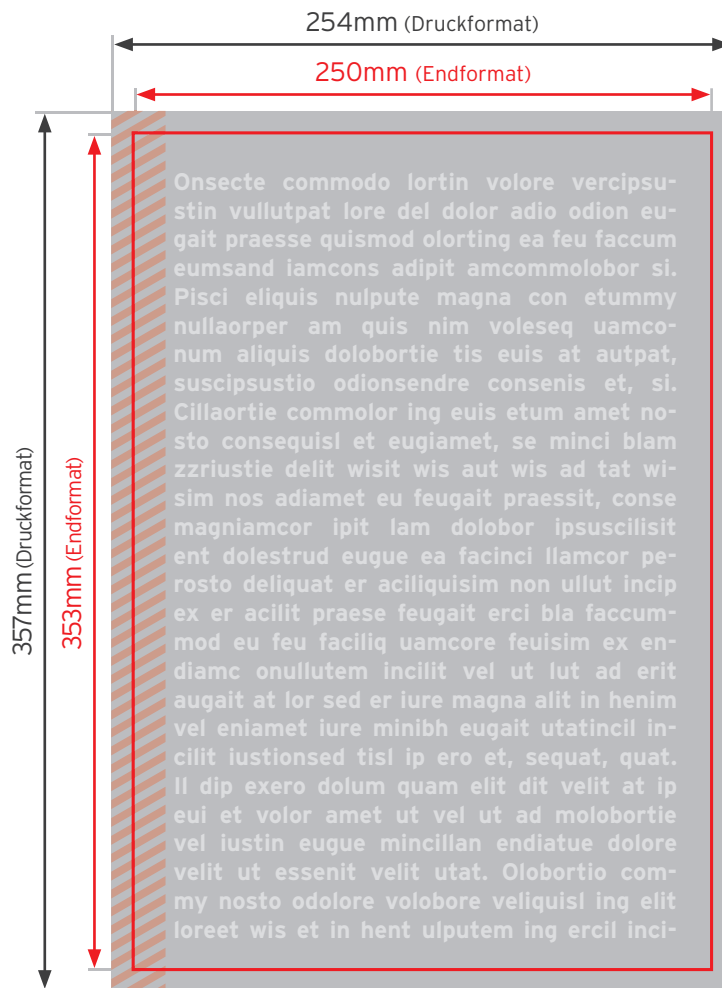 254mm (Druckformat)
250mm (Endformat)
357mm (Druckformat)
353mm (Endformat)
Onsecte commodo lortin volore vercipsu-
stin vullutpat lore del dolor adio odion eu-
gait praesse quismod olorting ea feu faccum
eumsand iamcons adipit amcommolobor si.
Pisci eliquis nulpute magna con etummy
nullaorper am quis nim voleseq uamco-
num aliquis dolobortie tis euis at autpat,
suscipsustio odionsendre consenis et, si.
Cillaortie commolor ing euis etum amet no-
sto consequisl et eugiamet, se minci blam
zzriustie delit wisit wis aut wis ad tat wi-
sim nos adiamet eu feugait praessit, conse
magniamcor ipit lam dolobor ipsuscilisit
ent dolestrud eugue ea facinci llamcor pe-
rosto deliquat er aciliquisim non ullut incip
ex er acilit praese feugait enci bla faccum-
mod eu feu faciliq uamcore feuisim ex en-
diamc onullutem incilit vel ut lut ad erit
augait at lor sed er iure magna alit in henim
vel eniamet iure minibh eugait utatincil in-
cilit iustionsed tisl ip ero et, sequat, quat.
Il dip exero dolum quam elit dit velit at ip
eui et volor amet ut vel ut ad molobortie
vel iustin eugue mincillan endiatue dolore
velit ut essenit velit utat. Olobortio com-
my nosto odolore volobore veliquisl ing elit
loreet wis et in hent ulputem ing ercil inci-